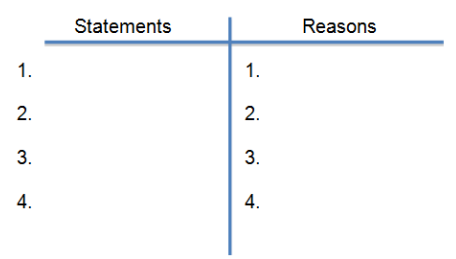 Statements Reasons
1. 1.
2. 2.
3. 3.
4. 4.